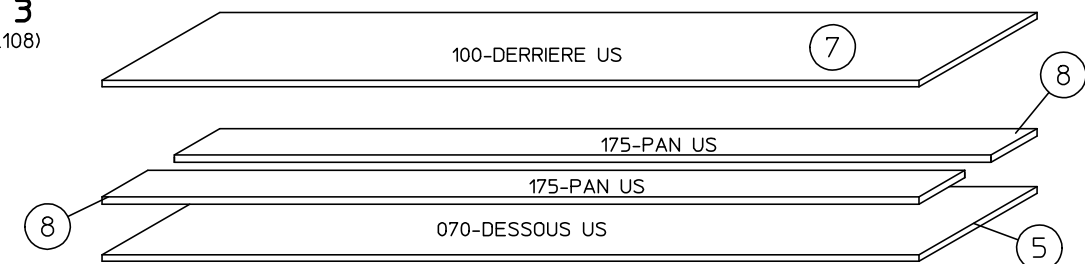 3
108)
100-DERRIERE US
7
8
175-PAN US
175-PAN US
8
070-DESSOUS US
5